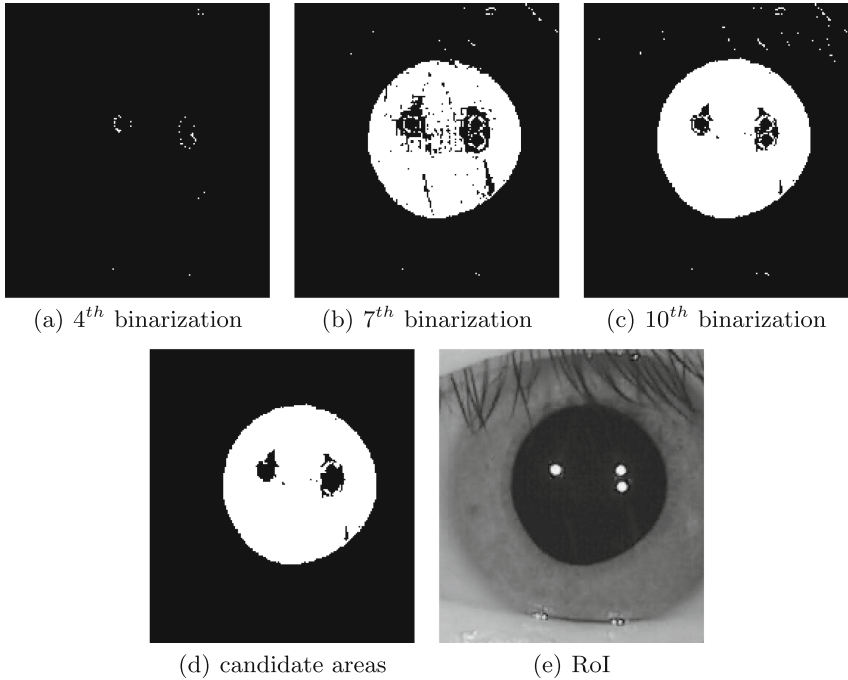 (a) 4th binarization
(b) 7th binarization
(c) 10th binarization
(d) candidate areas
(e) RoI